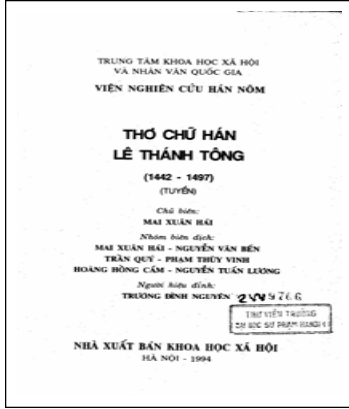 TRUNG TÂM KHOA HỌC XÃ HỘI
VÀ NHÂN VĂN QUỐC GIA
VIỆN NGHIÊN CỨU HÁN NÔM
THƠ CHỮ HÁN
LÊ THÁNH TÔNG
(1442 - 1497)
(TUYỂN)
Chủ biên:
MAI XUÂN HẢI
Nhóm biên dịch:
MAI XUÂN HẢI - NGUYỄN VĂN BẾN
TRẦN QUÝ - PHẠM THÙY VINH
HOÀNG HỒNG CẨM - NGUYỄN TUẤN LƯƠNG
Người hiệu đính:
TRƯƠNG ĐÌNH NGUYÊN
THƯ VIỆN TRƯỜNG
NHÀ XUẤT BẢN KHOA HỌC XÃ HỘI
HÀ NỘI - 1994